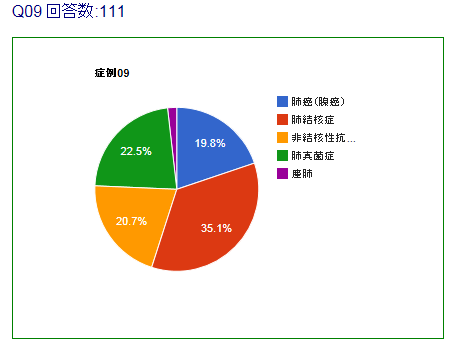 Q09 回答数:111
症例09
肺癌(腺癌)
肺結核症
非結核性抗...
肺真菌症
塵肺
19.8%
22.5%
20.7%
35.1%